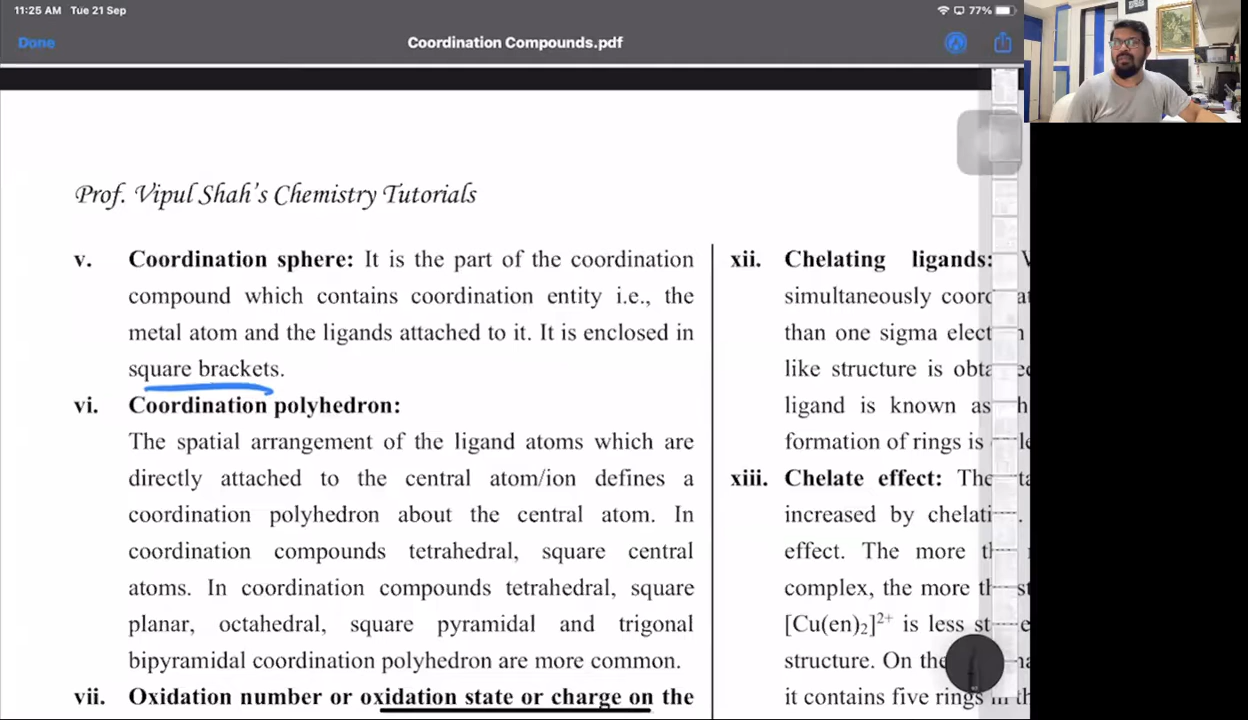 11:25 AM Tue 21 Sep
77%
Done
Coordination Compounds.pdf
Prof. Vipul Shah's Chemistry Tutorials
v. Coordination sphere: It is the part of the coordination
compound which contains coordination entity i.e., the
metal atom and the ligands attached to it. It is enclosed in
square brackets.
vi. Coordination polyhedron:
The spatial arrangement of the ligand atoms which are
directly attached to the central atom/ion defines a
coordination polyhedron about the central atom. In
coordination compounds tetrahedral, square central
atoms. In coordination compounds tetrahedral, square
planar, octahedral, square pyramidal and trigonal
bipyramidal coordination polyhedron are more common.
vii. Oxidation number or oxidation state or charge on the
xii. Chelating ligands:
simultaneously
than one sigma
like structure is
ligand is known as
formation of rings is
xiii. Chelate effect: The
increased by
effect. The more
complex, the more
[Cu(en)₂]²⁺ is less
structure. On
it contains five rings